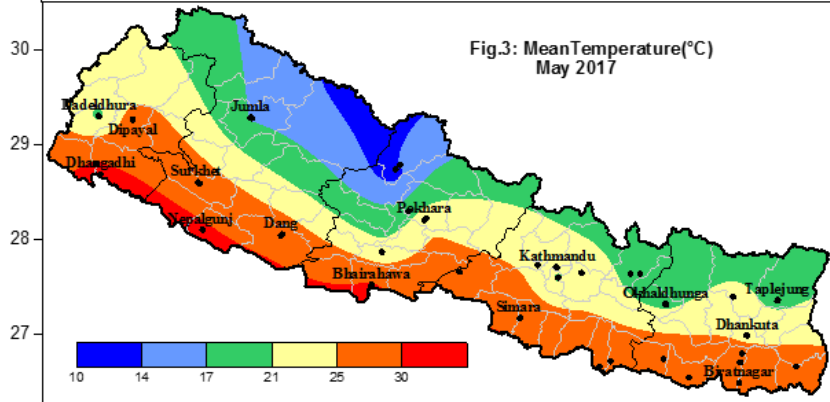 Fig.3: MeanTemperature(°C)
May 2017
30
29
28
27
Dadeldhura
Dipayal
Jumla
Dhangadhi
Surkhet
Nepalgunj
Dang
Pokhara
Bhairahawa
Kathmandu
Simara
Okhaldhunga
Taplejung
Dhankuta
Biratnagar
10 14 17 21 25 30